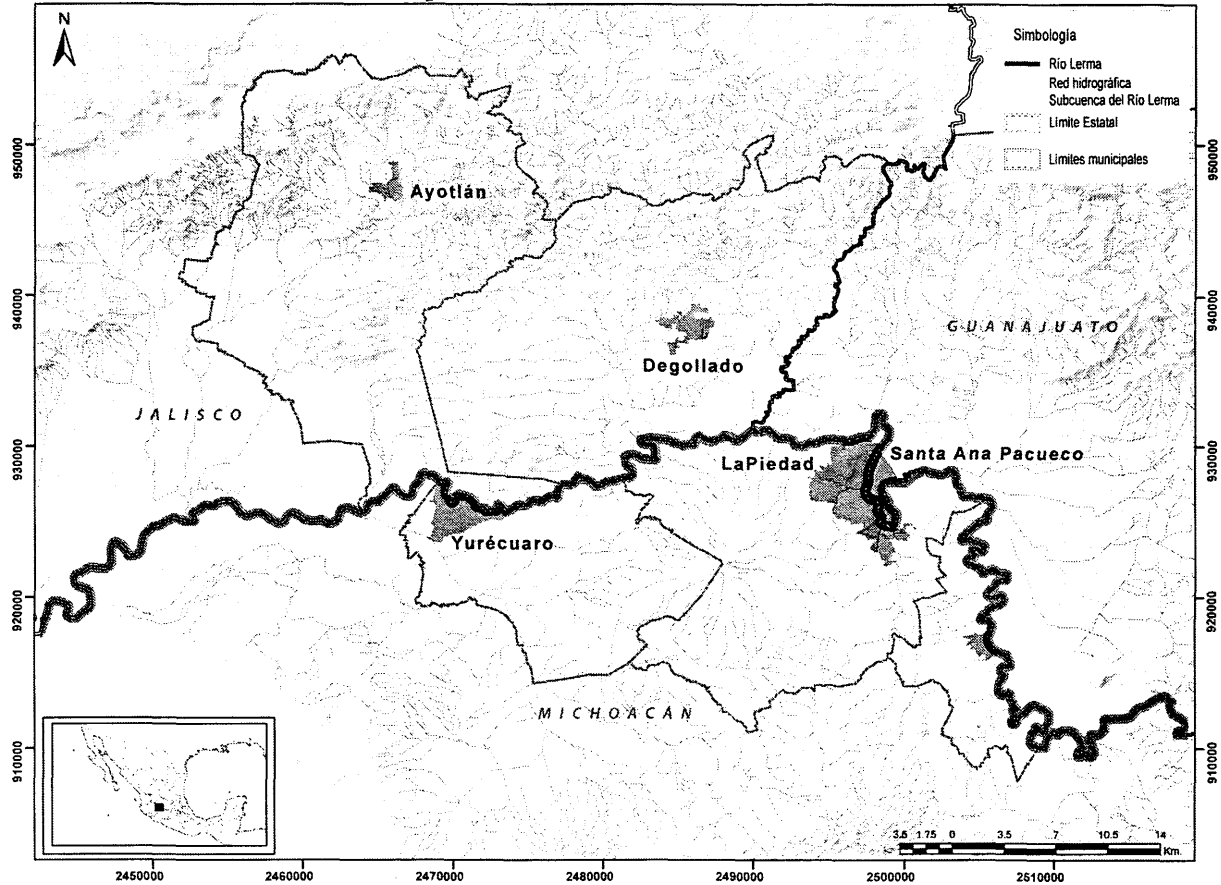 N
Simbología
Río Lerma
Red hidrográfica
Subcuenca del Río Lerma
Límite Estatal
Límites municipales
950000
950000
Ayotlán
940000
940000
GUANAJUATO
Degollado
JALISCO
930000
930000
LaPiedad
Santa Ana Pacueco
Yurécuaro
920000
920000
MICHOACÁN
910000
910000
3.5 1.75 0 3.5 7 10.5 14
Km.
2450000 2460000 2470000 2480000 2490000 2500000 2510000